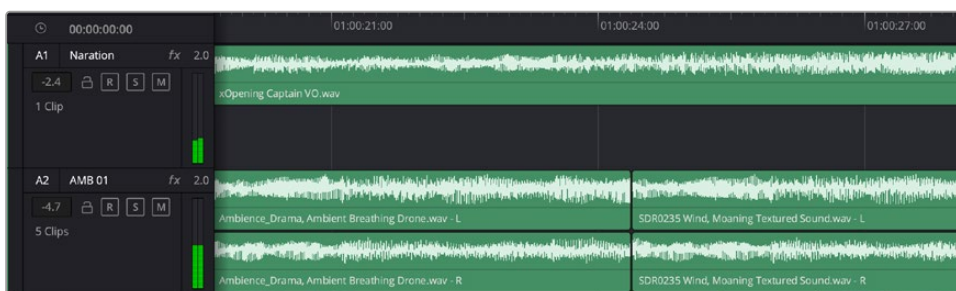 00:00:00:00 01:00:21:00 01:00:24:00 01:00:27:00
A1 Naration fx 2.0
-2.4 R S M
xOpening Captain VO.wav
1 Clip
A2 AMB 01 fx 2.0
-4.7 R S M
Ambience_Drama, Ambient Breathing Drone.wav - L SDR0235 Wind, Moaning Textured Sound.wav - L
5 Clips
Ambience_Drama, Ambient Breathing Drone.wav - R SDR0235 Wind, Moaning Textured Sound.wav - R